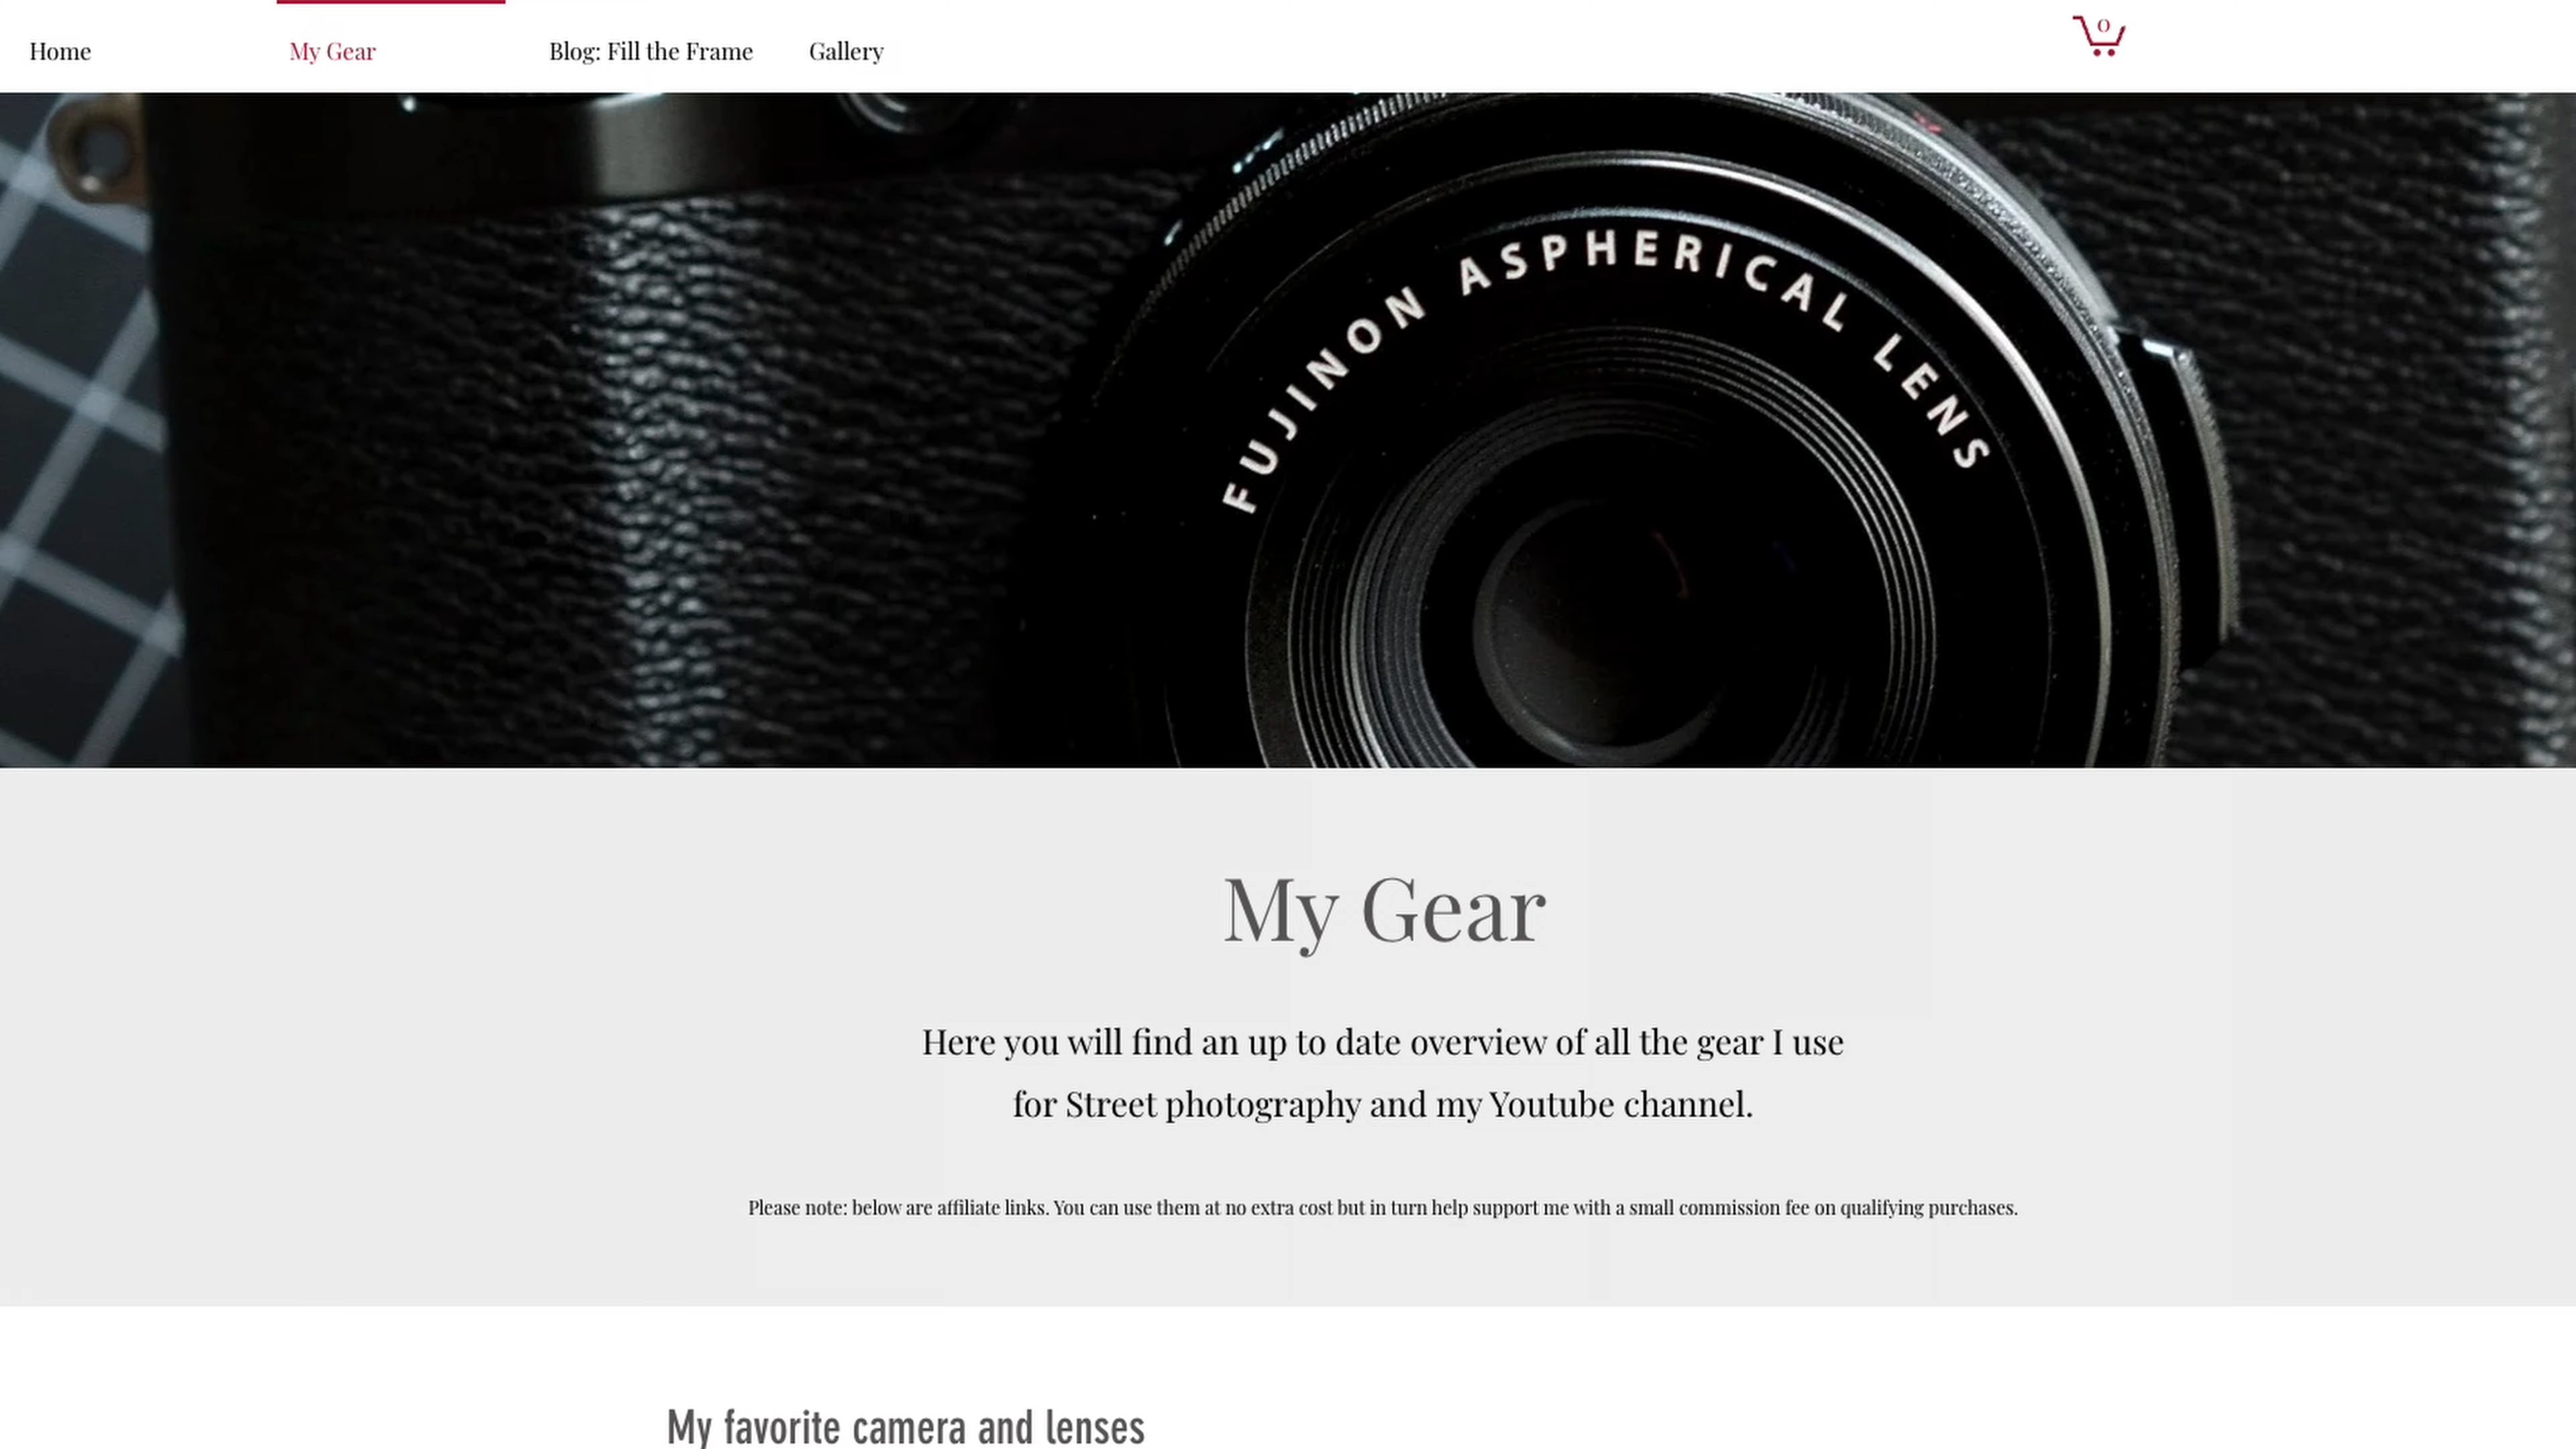 Home
My Gear
Blog: Fill the Frame
Gallery
0
FUJINON ASPHERICAL LENS
My Gear
Here you will find an up to date overview of all the gear I use
for Street photography and my Youtube channel.
Please note: below are affiliate links. You can use them at no extra cost but in turn help support me with a small commission fee on qualifying purchases.
My favorite camera and lenses